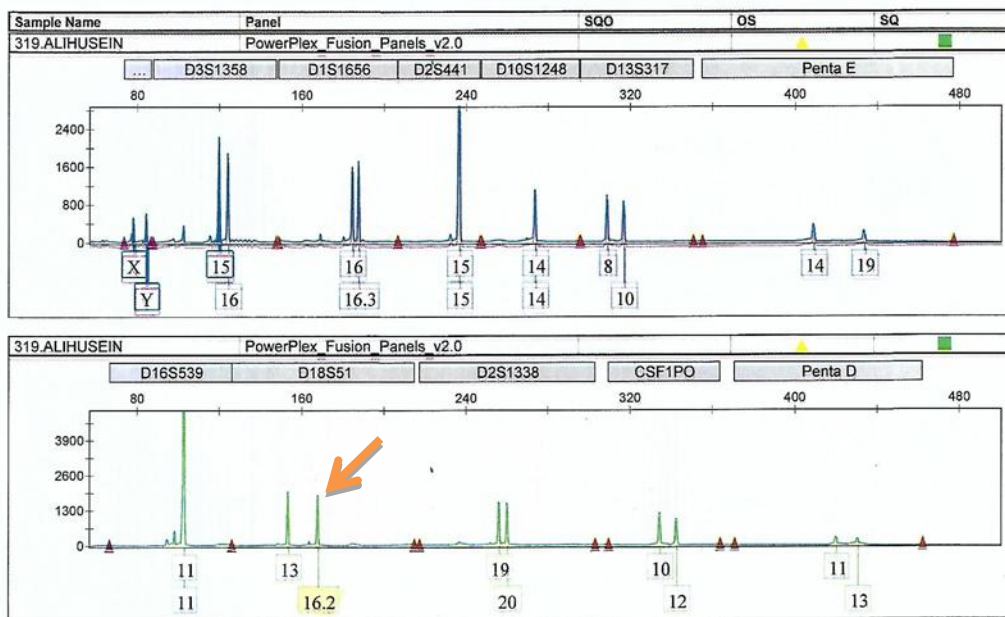 Sample Name Panel SQO OS SQ
319.ALIHUSEIN PowerPlex_Fusion_Panels_v2.0
... D3S1358 D1S1656 D2S441 D10S1248 D13S317 Penta E
80 160 240 320 400 480
2400
1600
800
0
X 15 16 15 14 8 14 19
Y 16 16.3 15 14 10
319.ALIHUSEIN PowerPlex_Fusion_Panels_v2.0
D16S539 D18S51 D2S1338 CSF1PO Penta D
80 160 240 320 400 480
3900
2600
1300
0
11 13 19 10 11
11 16.2 20 12 13